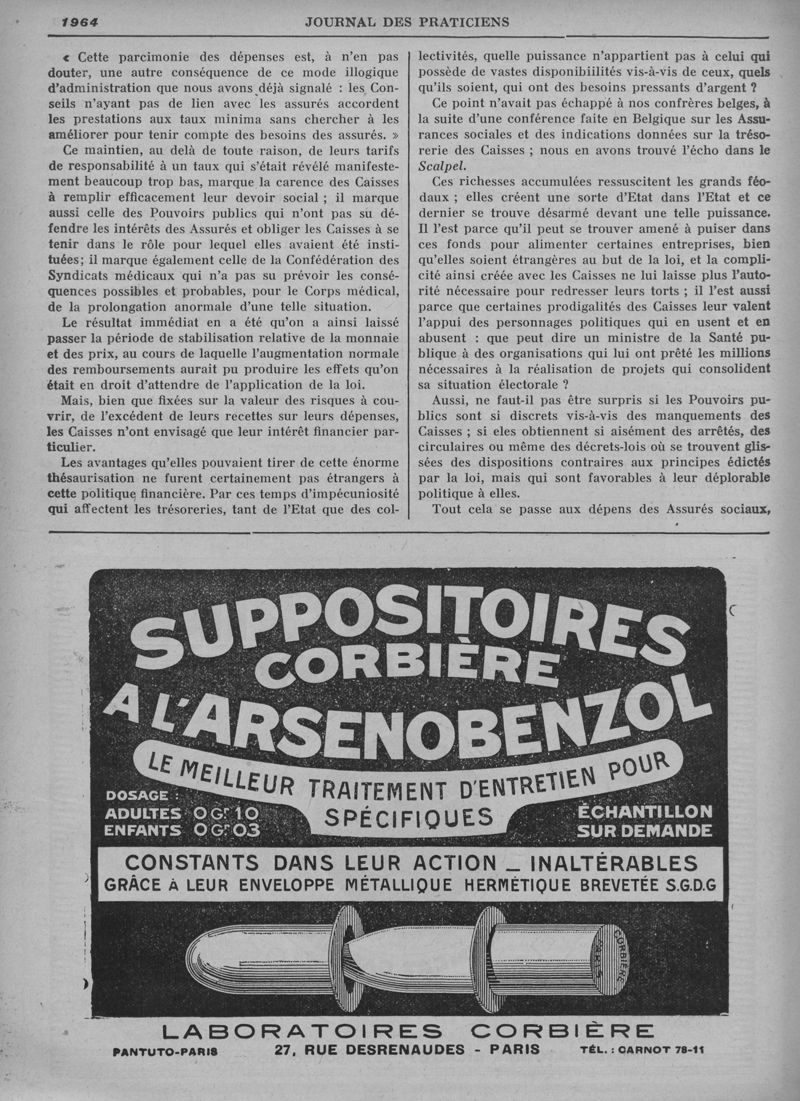 1964
JOURNAL DES PRATICIENS
« Cette parcimonie des dépenses est, à n'en pas
douter, une autre conséquence de ce mode illogique
d'administration que nous avons déjà signalé : les Con-
seils n'ayant pas de lien avec les assurés accordent
les prestations aux taux minima sans chercher à les
améliorer pour tenir compte des besoins des assurés. »
Ce maintien, au delà de toute raison, de leurs tarifs
de responsabilité à un taux qui s'était révélé manifeste-
ment beaucoup trop bas, marque la carence des Caisses
à remplir efficacement leur devoir social ; il marque
aussi celle des Pouvoirs publics qui n'ont pas su dé-
fendre les intérêts des Assurés et obliger les Caisses à se
tenir dans le rôle pour lequel elles avaient été insti-
tuées; il marque également celle de la Confédération des
Syndicats médicaux qui n'a pas su prévoir les consé-
quences possibles et probables, pour le Corps médical,
de la prolongation anormale d'une telle situation.
Le résultat immédiat en a été qu'on a ainsi laissé
passer la période de stabilisation relative de la monnaie
et des prix, au cours de laquelle l'augmentation normale
des remboursements aurait pu produire les effets qu'on
était en droit d'attendre de l'application de la loi.
Mais, bien que fixées sur la valeur des risques à cou-
vrir, de l'excédent de leurs recettes sur leurs dépenses,
les Caisses n'ont envisagé que leur intérêt financier par-
ticulier.
Les avantages qu'elles pouvaient tirer de cette énorme
thésaurisation ne furent certainement pas étrangers à
cette politique financière. Par ces temps d'impécuniosité
qui affectent les trésoreries, tant de l'Etat que des col-
lectivités, quelle puissance n'appartient pas à celui qui
possède de vastes disponibiilités vis-à-vis de ceux, quels
qu'ils soient, qui ont des besoins pressants d'argent ?
Ce point n'avait pas échappé à nos confrères belges, à
la suite d'une conférence faite en Belgique sur les Assu-
rances sociales et des indications données sur la tréso-
rerie des Caisses ; nous en avons trouvé l'écho dans le
Scalpel.
Ces richesses accumulées ressuscitent les grands féo-
daux ; elles créent une sorte d'Etat dans l'Etat et ce
dernier se trouve désarmé devant une telle puissance.
Il l'est parce qu'il peut se trouver amené à puiser dans
ces fonds pour alimenter certaines entreprises, bien
qu'elles soient étrangères au but de la loi, et la compli-
cité ainsi créée avec les Caisses ne lui laisse plus l'auto-
rité nécessaire pour redresser leurs torts ; il l'est aussi
parce que certaines prodigalités des Caisses leur valent
l'appui des personnages politiques qui en usent et en
abusent : que peut dire un ministre de la Santé pu-
blique à des organisations qui lui ont prêté les millions
nécessaires à la réalisation de projets qui consolident
sa situation électorale ?
Aussi, ne faut-il pas être surpris si les Pouvoirs pu-
blics sont si discrets vis-à-vis des manquements des
Caisses ; si eles obtiennent si aisément des arrêtés, des
circulaires ou même des décrets-lois où se trouvent glis-
sées des dispositions contraires aux principes édictés
par la loi, mais qui sont favorables à leur déplorable
politique à elles.
Tout cela se passe aux dépens des Assurés sociaux,
SUPPOSITOIRES
CORBIÈRE
A L'ARSENOBENZOL
LE MEILLEUR TRAITEMENT D'ENTRETIEN POUR
SPÉCIFIQUES
DOSAGE :
ADULTES 0 Gr 10
ENFANTS 0 Gr 03
ÉCHANTILLON
SUR DEMANDE
CONSTANTS DANS LEUR ACTION _ INALTÉRABLES
GRÂCE À LEUR ENVELOPPE MÉTALLIQUE HERMÉTIQUE BREVETÉE S.G.D.G
CORBIÈRE
PARIS
LABORATOIRES CORBIÈRE
PANTUTO-PARIS
27, RUE DESRENAUDES - PARIS
TÉL. : CARNOT 78-11